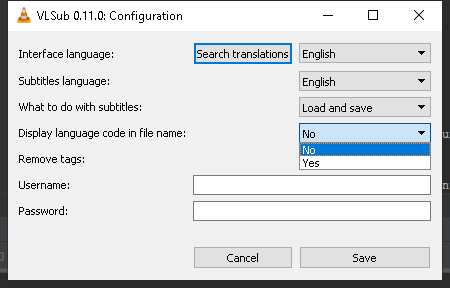 VLSub 0.11.0: Configuration
Interface language: Search translations English
Subtitles language: English
What to do with subtitles: Load and save
Display language code in file name: No
No
Remove tags: Yes
Username:
Password:
Cancel Save